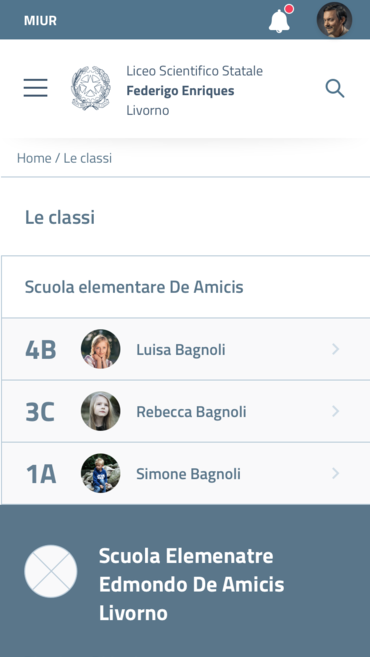 MIUR
Liceo Scientifico Statale
Federigo Enriques
Livorno
Home / Le classi
Le classi
Scuola elementare De Amicis
4B Luisa Bagnoli
3C Rebecca Bagnoli
1A Simone Bagnoli
Scuola Elemenatre
Edmondo De Amicis
Livorno